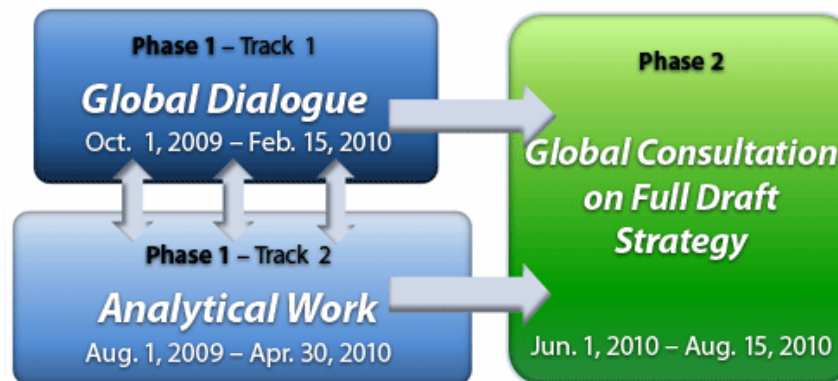 Phase 1 – Track 1
Global Dialogue
Oct. 1, 2009 – Feb. 15, 2010
Phase 1 – Track 2
Analytical Work
Aug. 1, 2009 – Apr. 30, 2010
Phase 2
Global Consultation
on Full Draft
Strategy
Jun. 1, 2010 – Aug. 15, 2010